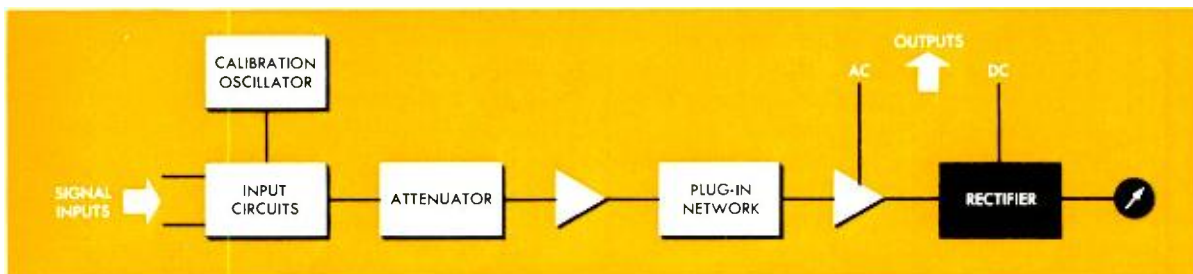 CALIBRATION
OSCILLATOR
SIGNAL
INPUTS
INPUT
CIRCUITS
ATTENUATOR
PLUG-IN
NETWORK
OUTPUTS
AC
DC
RECTIFIER